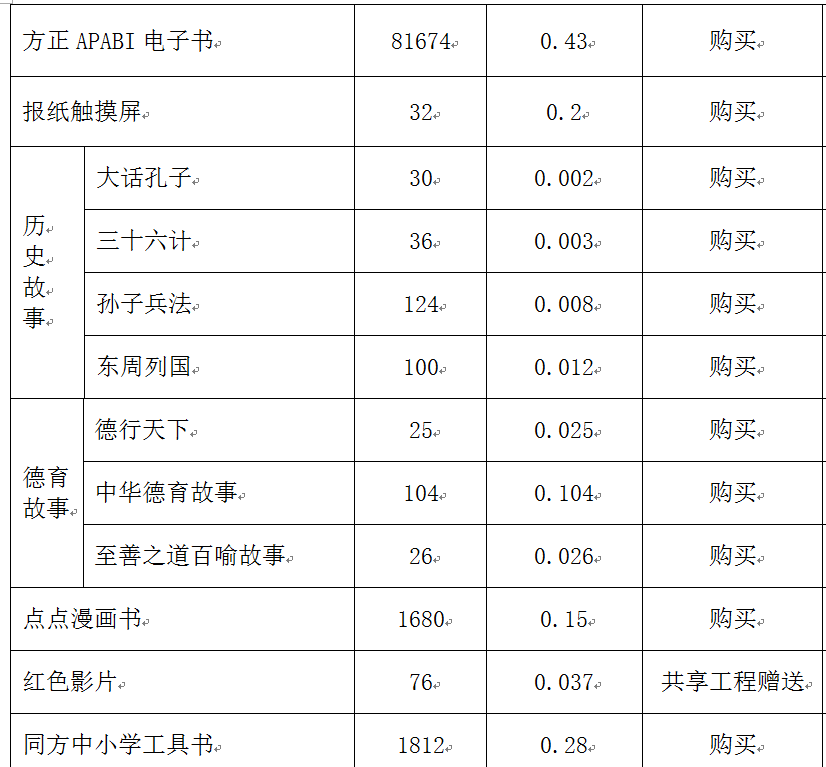 方正 APABI 电子书 81674 0.43 购买
报纸触摸屏 32 0.2 购买
历史故事
大话孔子 30 0.002 购买
三十六计 36 0.003 购买
孙子兵法 124 0.008 购买
东周列国 100 0.012 购买
德育故事
德行天下 25 0.025 购买
中华德育故事 104 0.104 购买
至善之道百喻故事 26 0.026 购买
点点漫画书 1680 0.15 购买
红色影片 76 0.037 共享工程赠送
同方中小学工具书 1812 0.28 购买